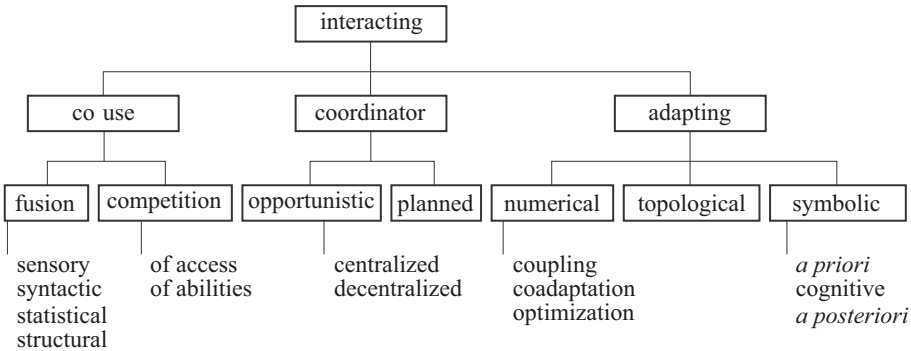 interacting
co use
coordinator
adapting
fusion
competition
opportunistic
planned
numerical
topological
symbolic
sensory
syntactic
statistical
structural
of access
of abilities
centralized
decentralized
coupling
coadaptation
optimization
a priori
cognitive
a posteriori